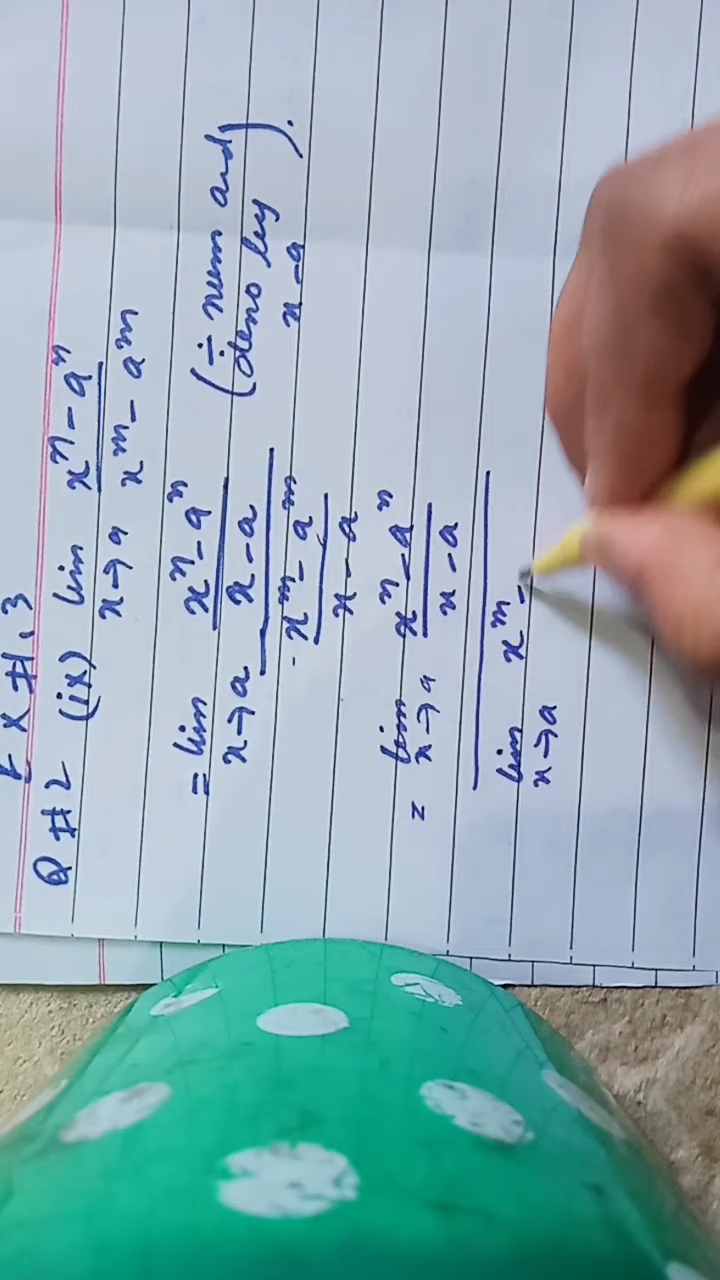 Ex #1.3
Q #2 (ix) lim xⁿ - aⁿ
x→a xᵐ - aᵐ
= lim xⁿ - aⁿ (÷ num and
x→a x - a deno by
xᵐ - aᵐ x - a).
x - a
= lim xⁿ - aⁿ
x→a x - a
lim xᵐ -
x→a